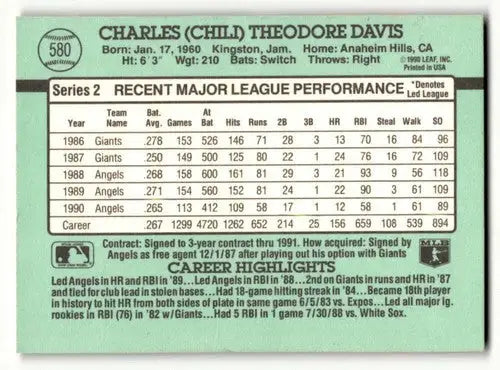 580
CHARLES (CHILI) THEODORE DAVIS
Born: Jan. 17, 1960 Kingston, Jam. Home: Anaheim Hills, CA
Ht: 6' 3" Wgt: 210 Bats: Switch Throws: Right
© 1990 LEAF, INC.
Printed in USA
Series 2 RECENT MAJOR LEAGUE PERFORMANCE *Denotes Led League
Year Team Name Bat. Avg. Games At Bat Hits Runs 2B 3B HR RBI Steal Walk SO
1986 Giants .278 153 526 146 71 28 3 13 70 16 84 96
1987 Giants .250 149 500 125 80 22 1 24 76 16 72 109
1988 Angels .268 158 600 161 81 29 3 21 93 9 56 118
1989 Angels .271 154 560 152 81 24 1 22 90 3 61 109
1990 Angels .265 113 412 109 58 17 1 12 58 1 61 89
Career .267 1299 4720 1262 652 214 25 156 659 108 539 894
Contract: Signed to 3-year contract thru 1991. How acquired: Signed by
Angels as free agent 12/1/87 after playing out his option with Giants
MLB
CAREER HIGHLIGHTS
Led Angels in HR and RBI in '89... Led Angels in RBI in '88... 2nd on Giants in runs and HR in '87
and tied for club lead in stolen bases... Had 18-game hitting streak in '84... Became 18th player
in history to hit HR from both sides of plate in same game 6/5/83 vs. Expos... Led all major lg.
rookies in RBI (76) in '82 w/Giants... Had 5 RBI in 1 game 7/30/88 vs. White Sox.